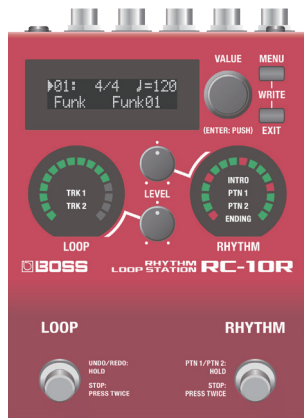 VALUE
MENU
01: 4/4 ♩=120
Funk Funk01
WRITE
(ENTER: PUSH)
EXIT
TRK 1
TRK 2
LEVEL
INTRO
PTN 1
PTN 2
ENDING
LOOP
RHYTHM
BOSS
RHYTHM
LOOP STATION RC-10R
LOOP
RHYTHM
UNDO/REDO:
HOLD
STOP:
PRESS TWICE
PTN 1/PTN 2:
HOLD
STOP:
PRESS TWICE